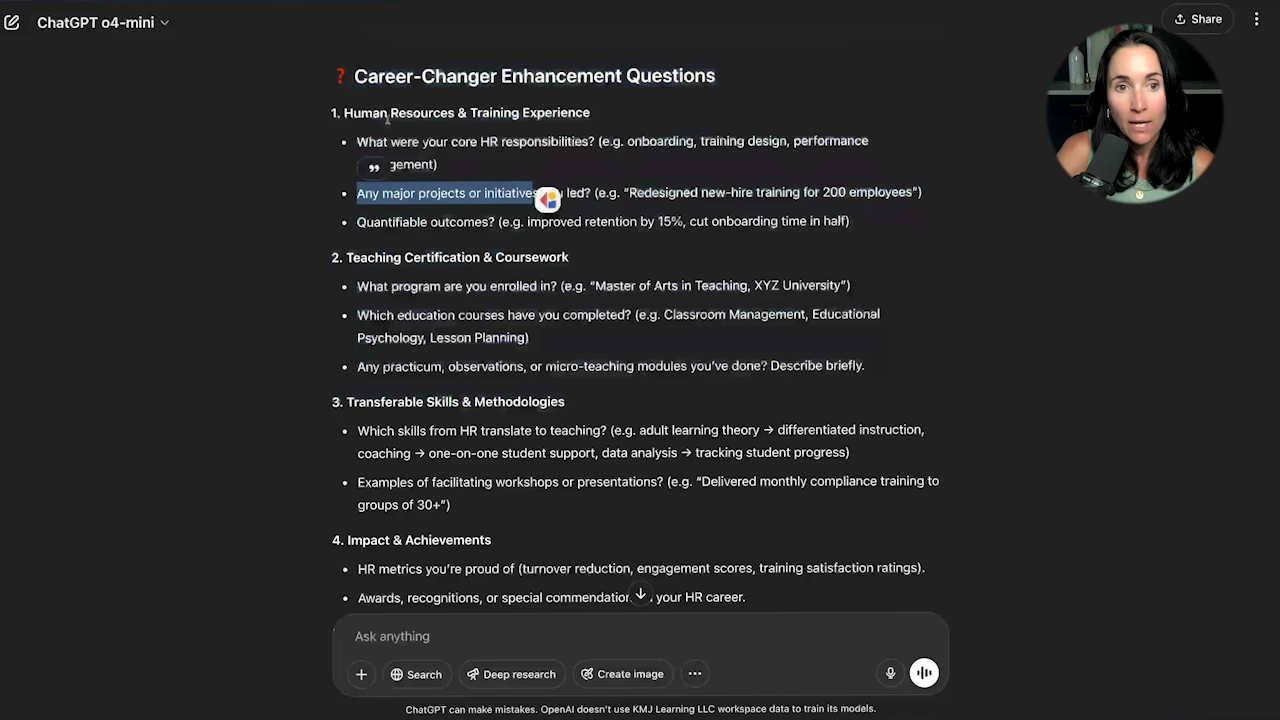 ChatGPT o4-mini
Share
❓ Career-Changer Enhancement Questions
1. Human Resources & Training Experience
• What were your core HR responsibilities? (e.g. onboarding, training design, performance
gement)
• Any major projects or initiatives led? (e.g. “Redesigned new-hire training for 200 employees”)
• Quantifiable outcomes? (e.g. improved retention by 15%, cut onboarding time in half)
2. Teaching Certification & Coursework
• What program are you enrolled in? (e.g. “Master of Arts in Teaching, XYZ University”)
• Which education courses have you completed? (e.g. Classroom Management, Educational
Psychology, Lesson Planning)
• Any practicum, observations, or micro-teaching modules you’ve done? Describe briefly.
3. Transferable Skills & Methodologies
• Which skills from HR translate to teaching? (e.g. adult learning theory → differentiated instruction,
coaching → one-on-one student support, data analysis → tracking student progress)
• Examples of facilitating workshops or presentations? (e.g. “Delivered monthly compliance training to
groups of 30+”)
4. Impact & Achievements
• HR metrics you’re proud of (turnover reduction, engagement scores, training satisfaction ratings).
• Awards, recognitions, or special commendation your HR career.
Ask anything
Search
Deep research
Create image
ChatGPT can make mistakes. OpenAI doesn't use KMJ Learning LLC workspace data to train its models.